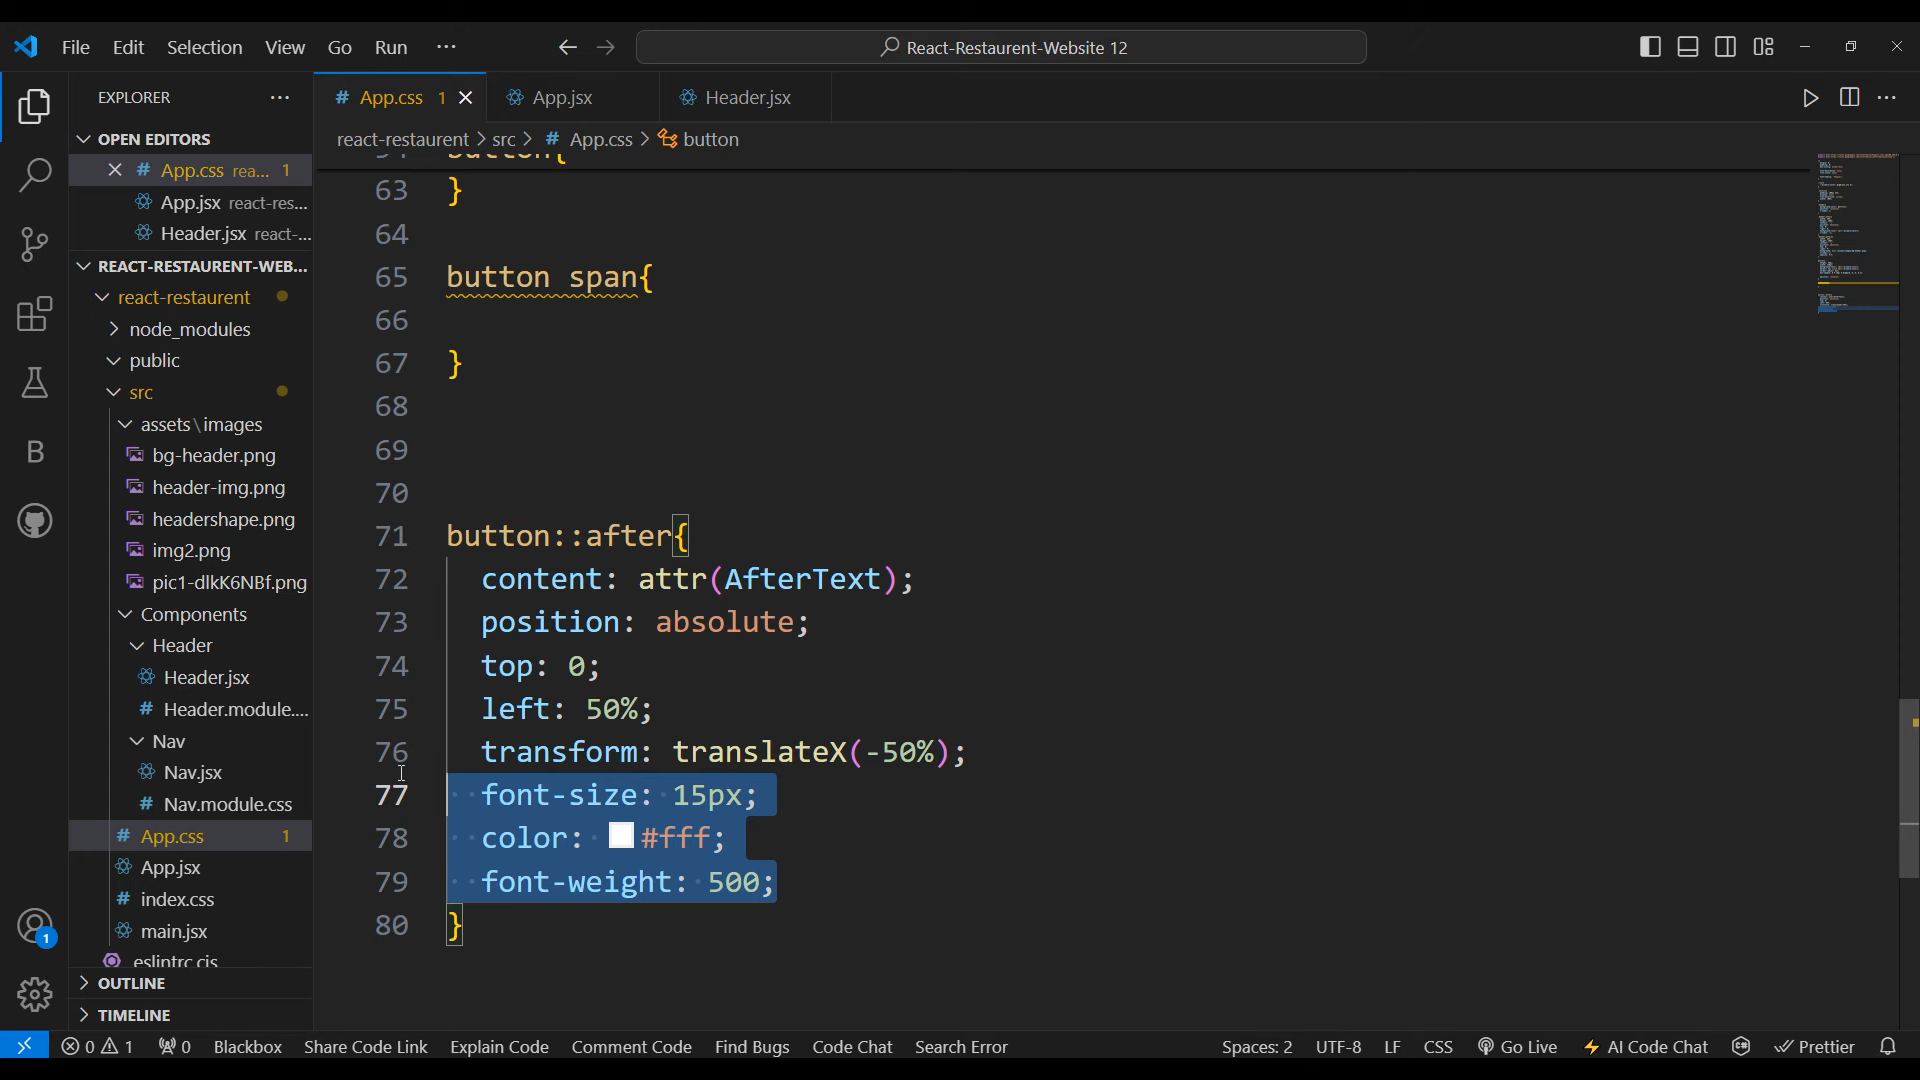 File Edit Selection View Go Run ··· React-Restaurent-Website 12
EXPLORER ···
OPEN EDITORS
App.css rea... 1
App.jsx react-res...
Header.jsx react-...
REACT-RESTAURENT-WEB...
react-restaurent
node_modules
public
src
assets\images
bg-header.png
header-img.png
headershape.png
img2.png
pic1-dlkK6NBf.png
Components
Header
Header.jsx
Header.module....
Nav
Nav.jsx
Nav.module.css
App.css 1
App.jsx
index.css
main.jsx
.eslintrc.cjs
OUTLINE
TIMELINE
B
1
App.css 1 App.jsx Header.jsx
react-restaurent > src > App.css > button
54 button{
63 }
64
65 button span{
66
67 }
68
69
70
71 button::after{
72 content: attr(AfterText);
73 position: absolute;
74 top: 0;
75 left: 50%;
76 transform: translateX(-50%);
77 font-size: 15px;
78 color: #fff;
79 font-weight: 500;
80 }
0 1 0 Blackbox Share Code Link Explain Code Comment Code Find Bugs Code Chat Search Error Spaces: 2 UTF-8 LF CSS Go Live AI Code Chat Prettier